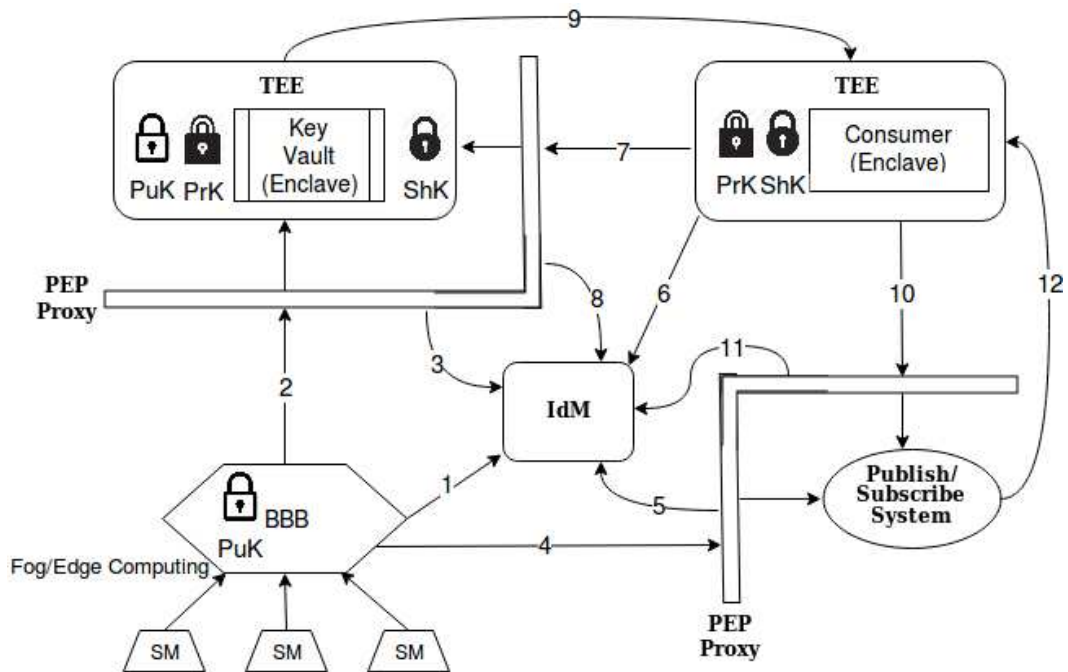 9
TEE
PuK
PrK
Key
Vault
(Enclave)
ShK
7
TEE
PrK
ShK
Consumer
(Enclave)
PEP
Proxy
8
6
10
12
3
2
11
IdM
1
5
Publish/
Subscribe
System
BBB
PuK
4
Fog/Edge Computing
SM
SM
SM
PEP
Proxy